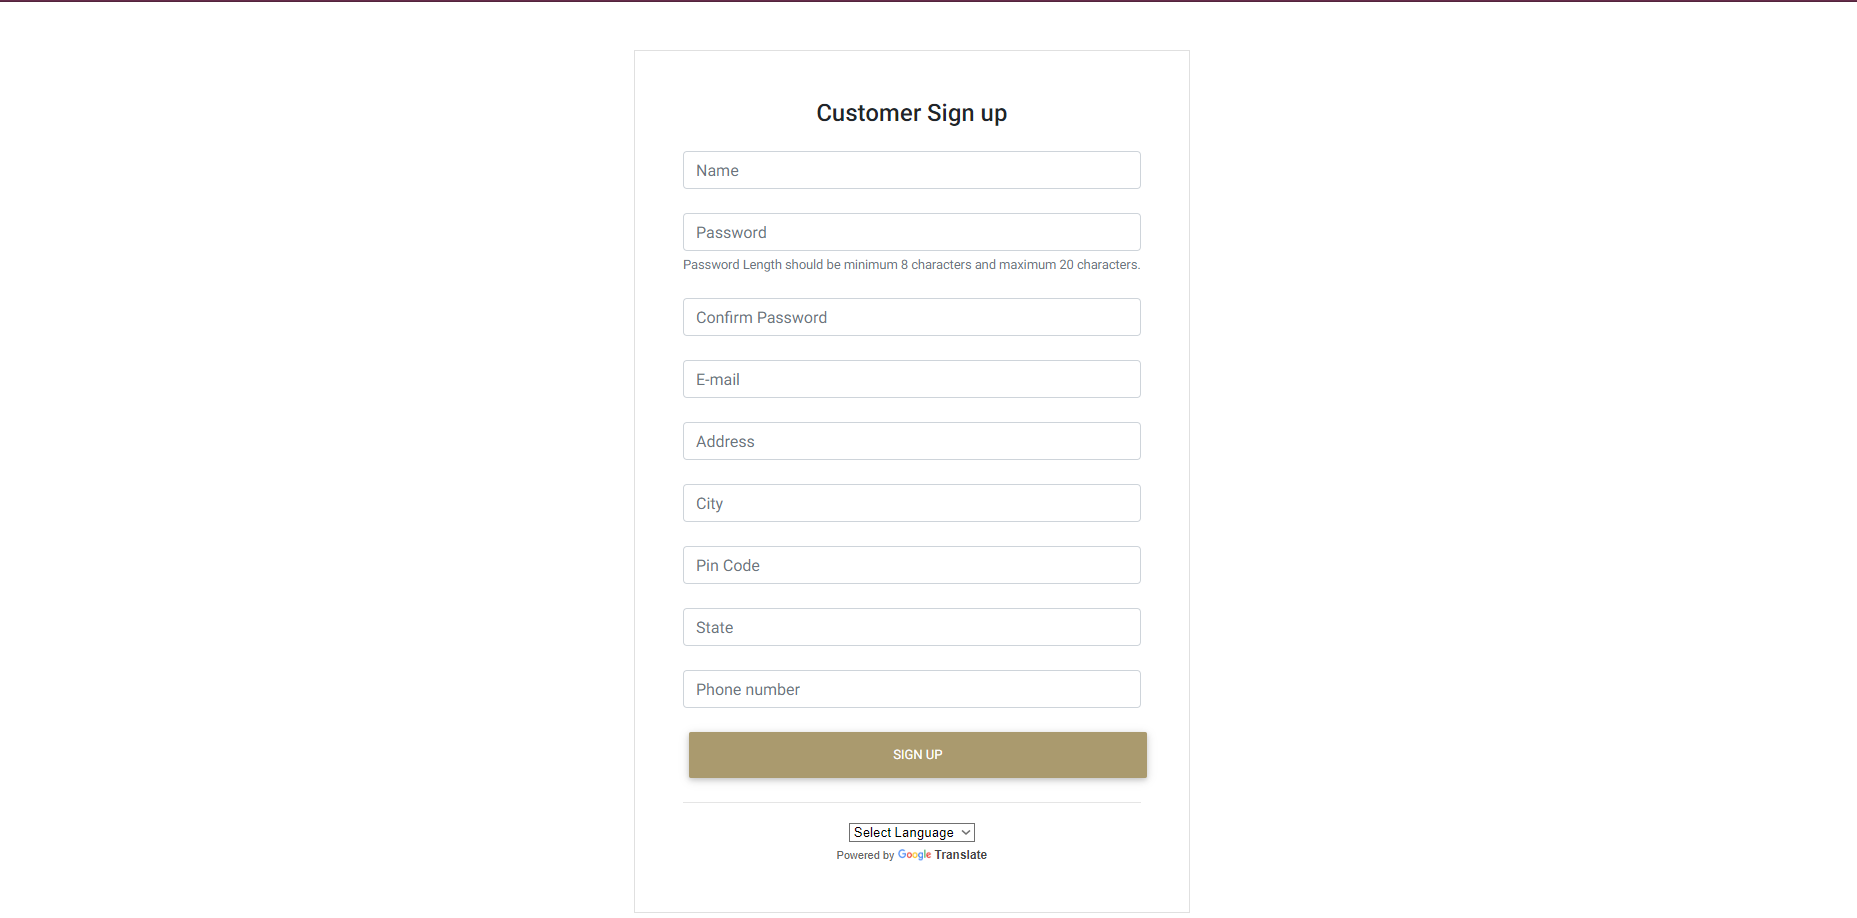 Customer Sign up
Name
Password
Password Length should be minimum 8 characters and maximum 20 characters.
Confirm Password
E-mail
Address
City
Pin Code
State
Phone number
SIGN UP
Select Language
Powered by Google Translate